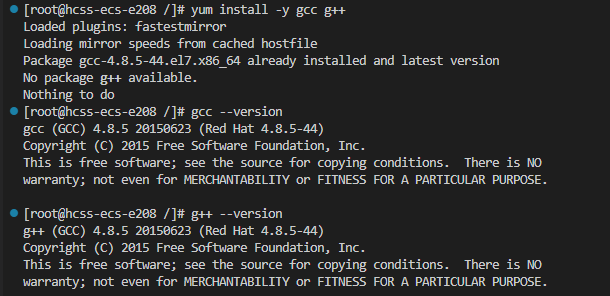 [root@hcss-ecs-e208 /]# yum install -y gcc g++
Loaded plugins: fastestmirror
Loading mirror speeds from cached hostfile
Package gcc-4.8.5-44.el7.x86_64 already installed and latest version
No package g++ available.
Nothing to do
[root@hcss-ecs-e208 /]# gcc --version
gcc (GCC) 4.8.5 20150623 (Red Hat 4.8.5-44)
Copyright (C) 2015 Free Software Foundation, Inc.
This is free software; see the source for copying conditions.  There is NO
warranty; not even for MERCHANTABILITY or FITNESS FOR A PARTICULAR PURPOSE.
[root@hcss-ecs-e208 /]# g++ --version
g++ (GCC) 4.8.5 20150623 (Red Hat 4.8.5-44)
Copyright (C) 2015 Free Software Foundation, Inc.
This is free software; see the source for copying conditions.  There is NO
warranty; not even for MERCHANTABILITY or FITNESS FOR A PARTICULAR PURPOSE.